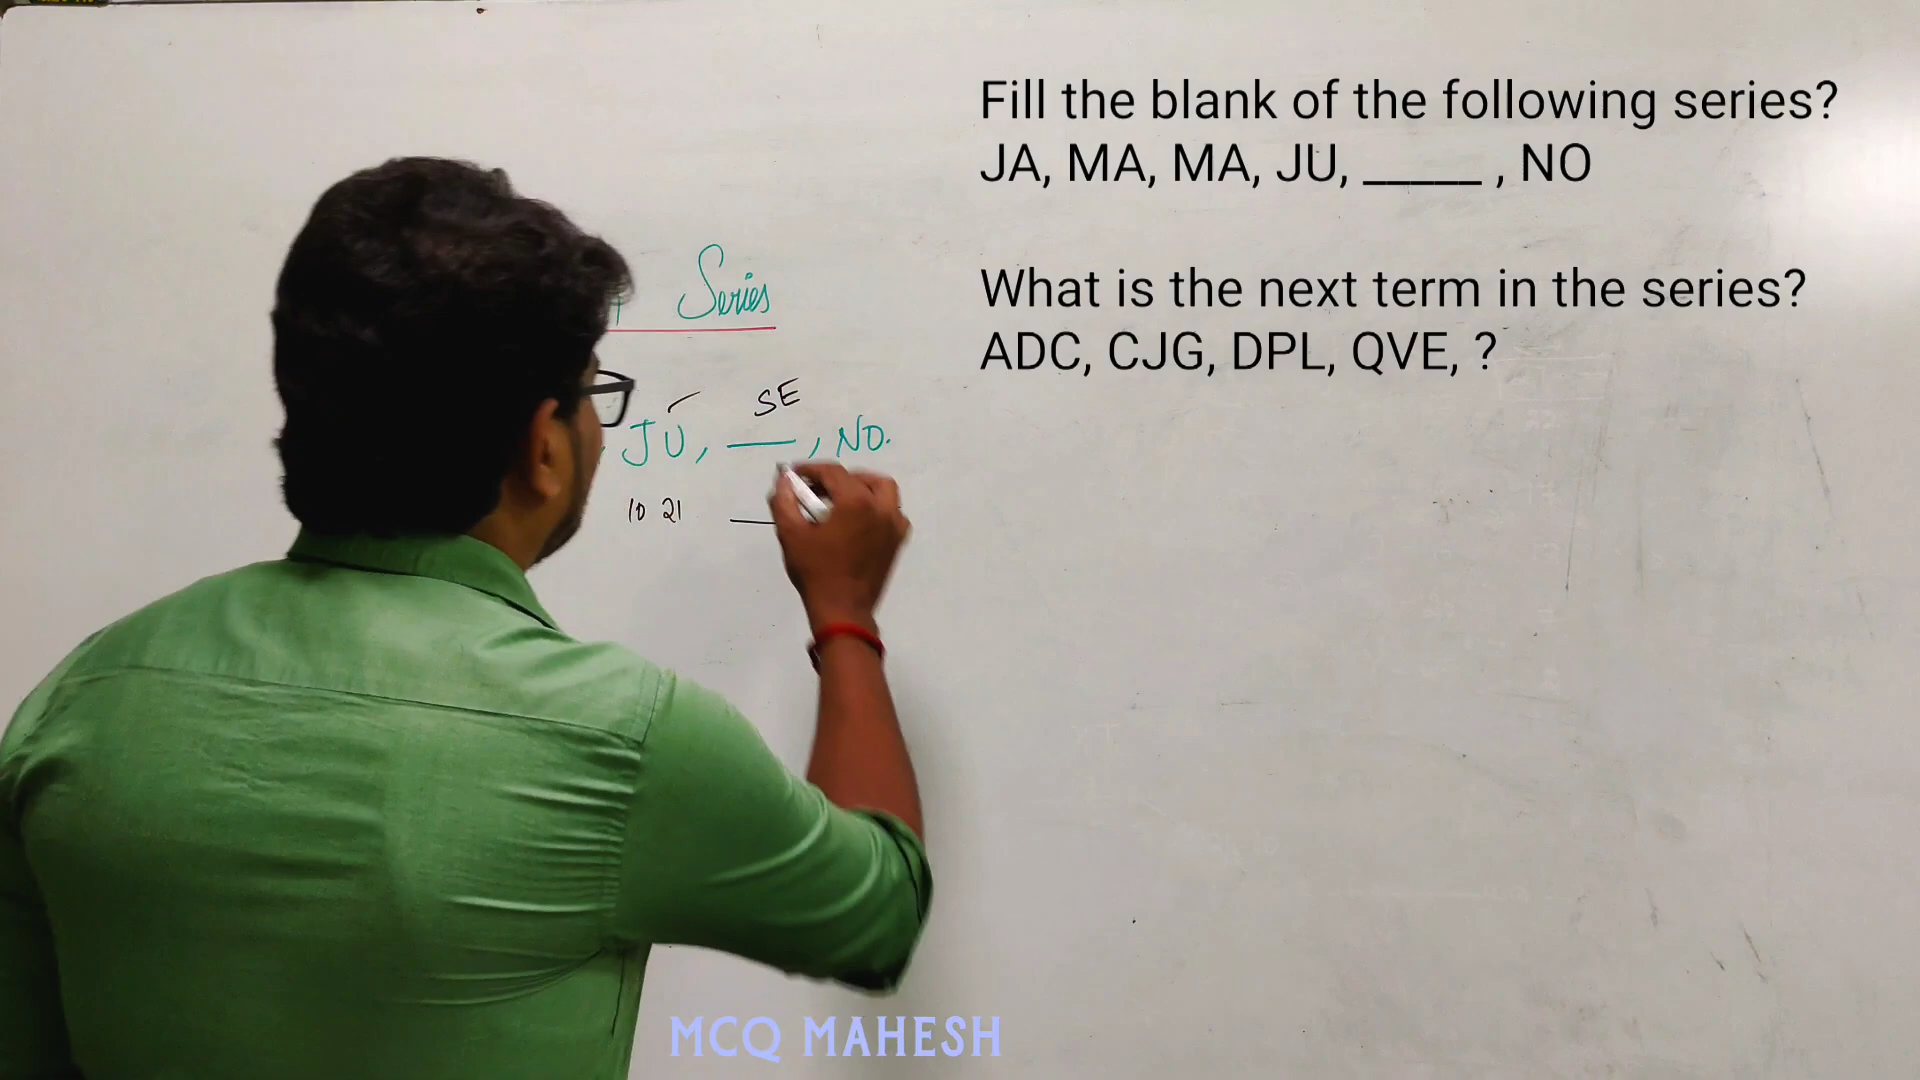 Fill the blank of the following series?
JA, MA, MA, JU, _____ , NO
What is the next term in the series?
ADC, CJG, DPL, QVE, ?
Series
SE
JU, ___, NO.
10 21
MCQ MAHESH